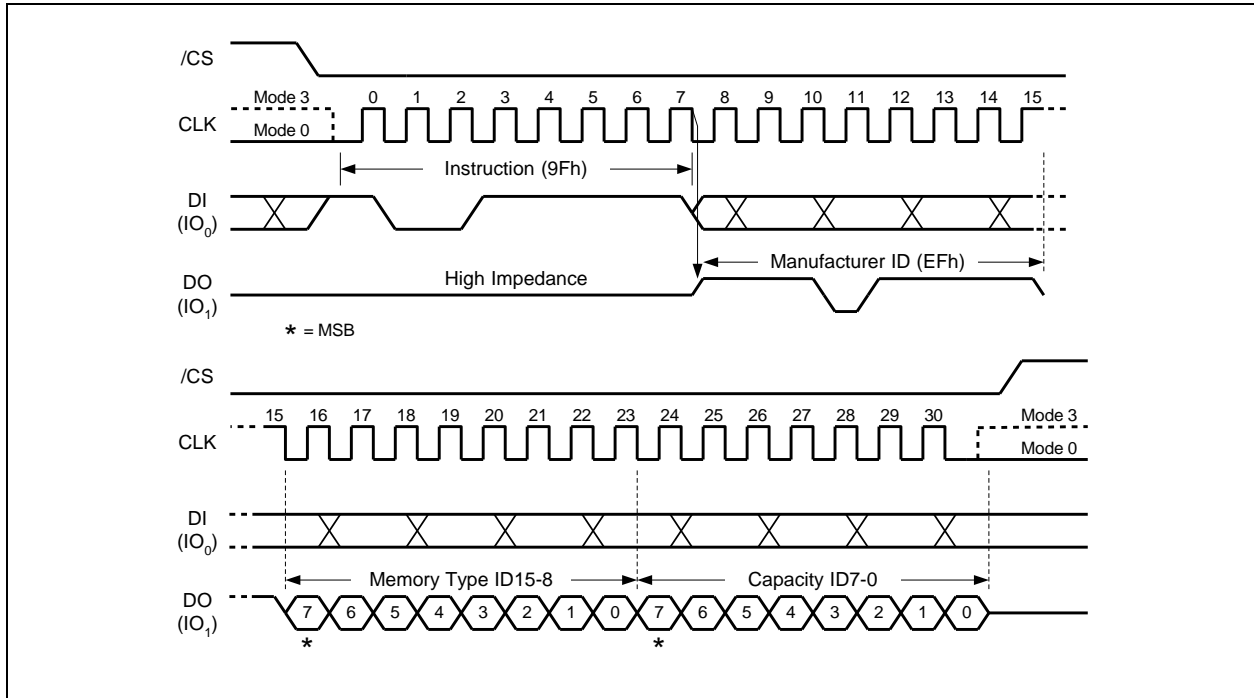 /CS
Mode 3 0 1 2 3 4 5 6 7 8 9 10 11 12 13 14 15
CLK
Mode 0
Instruction (9Fh)
DI
(IO0)
Manufacturer ID (EFh)
High Impedance
DO
(IO1)
* = MSB
/CS
15 16 17 18 19 20 21 22 23 24 25 26 27 28 29 30 Mode 3
CLK
Mode 0
DI
(IO0)
Memory Type ID15-8 Capacity ID7-0
DO
(IO1)
7 6 5 4 3 2 1 0 7 6 5 4 3 2 1 0
* *